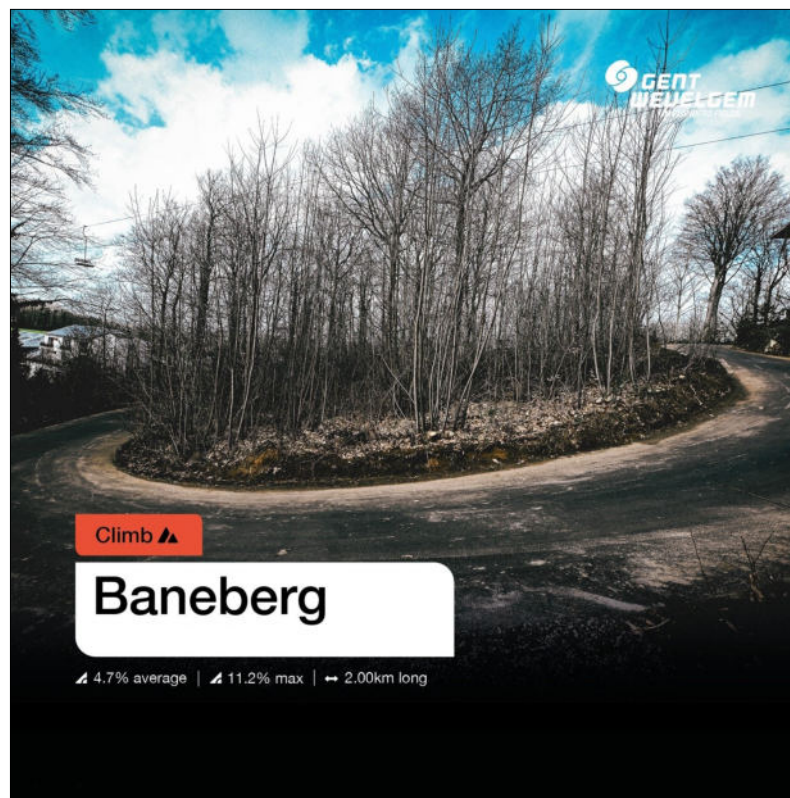 GENT
WEVELGEM
Climb
Baneberg
4.7% average | 11.2% max | 2.00km long